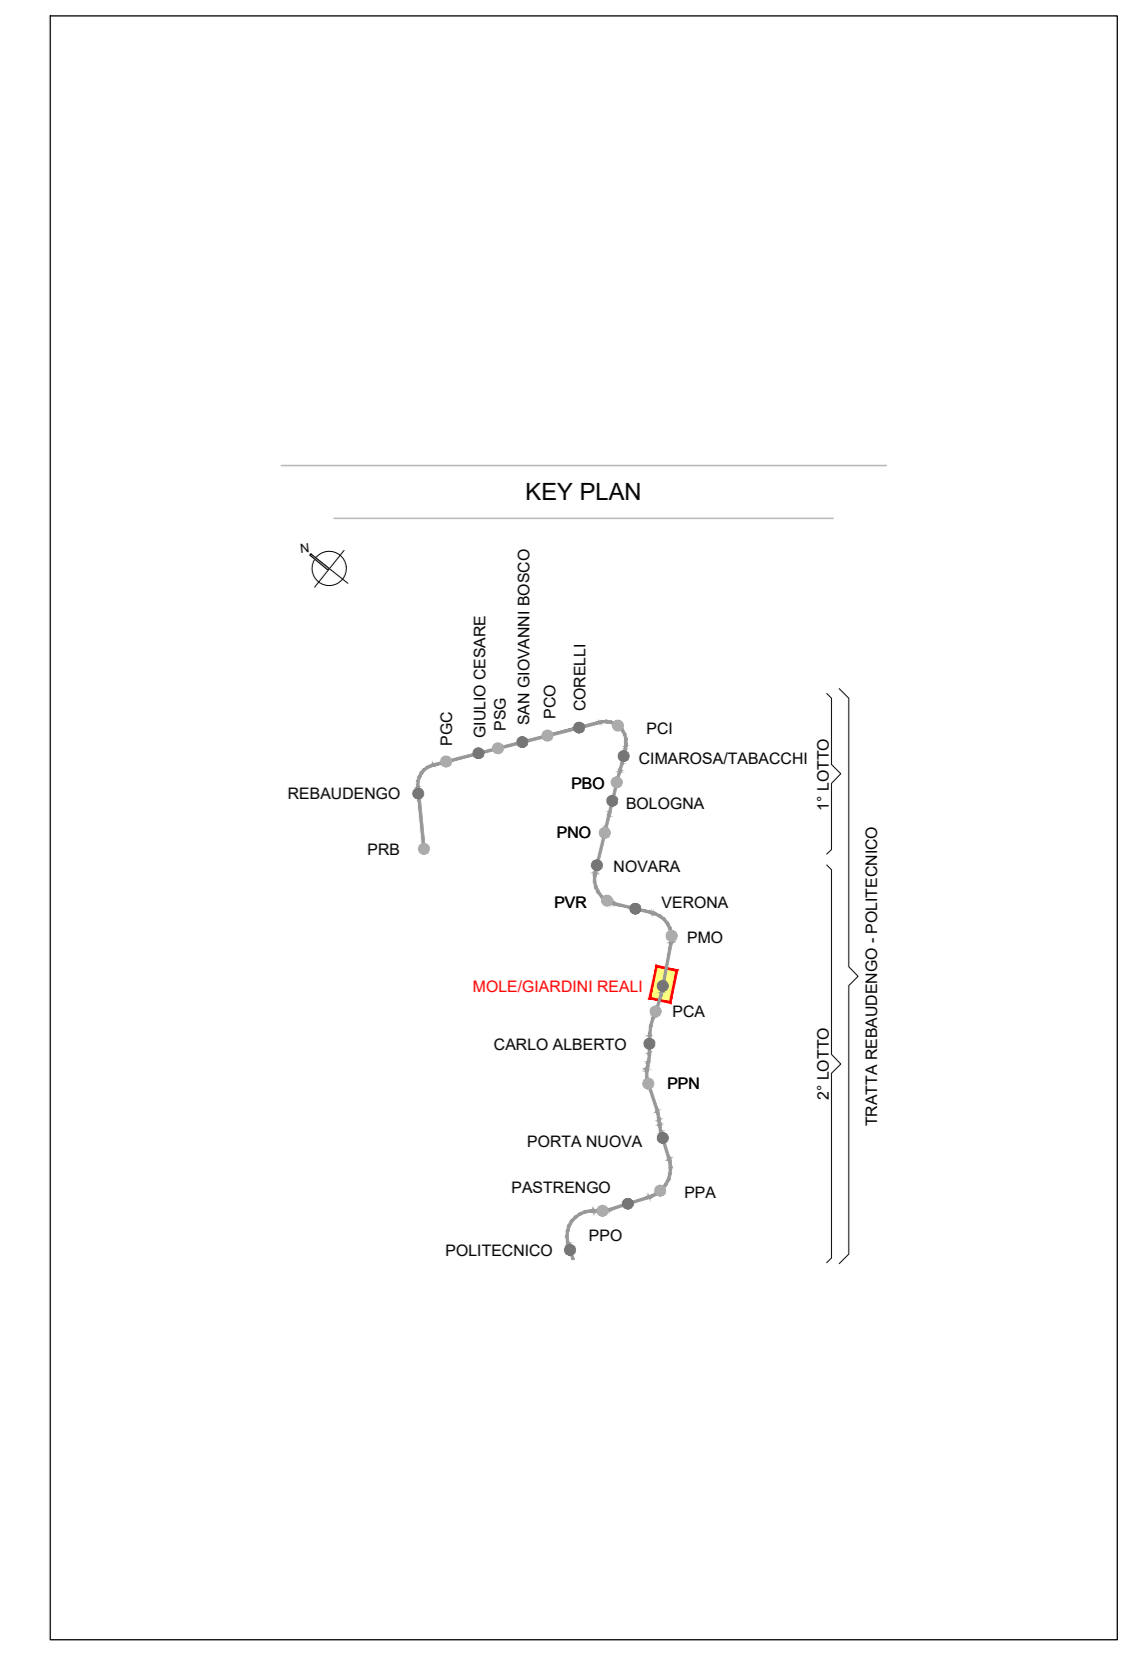 KEY PLAN
N
PGC
GIULIO CESARE
PSG
SAN GIOVANNI BOSCO
PCO
CORELLI
PCI
CIMAROSA/TABACCHI
PBO
REBAUDENGO
BOLOGNA
PNO
PRB
NOVARA
PVR
VERONA
PMO
MOLE/GIARDINI REALI
PCA
CARLO ALBERTO
PPN
PORTA NUOVA
PASTRENGO
PPA
PPO
POLITECNICO
1° LOTTO
2° LOTTO
TRATTA REBAUDENGO - POLITECNICO